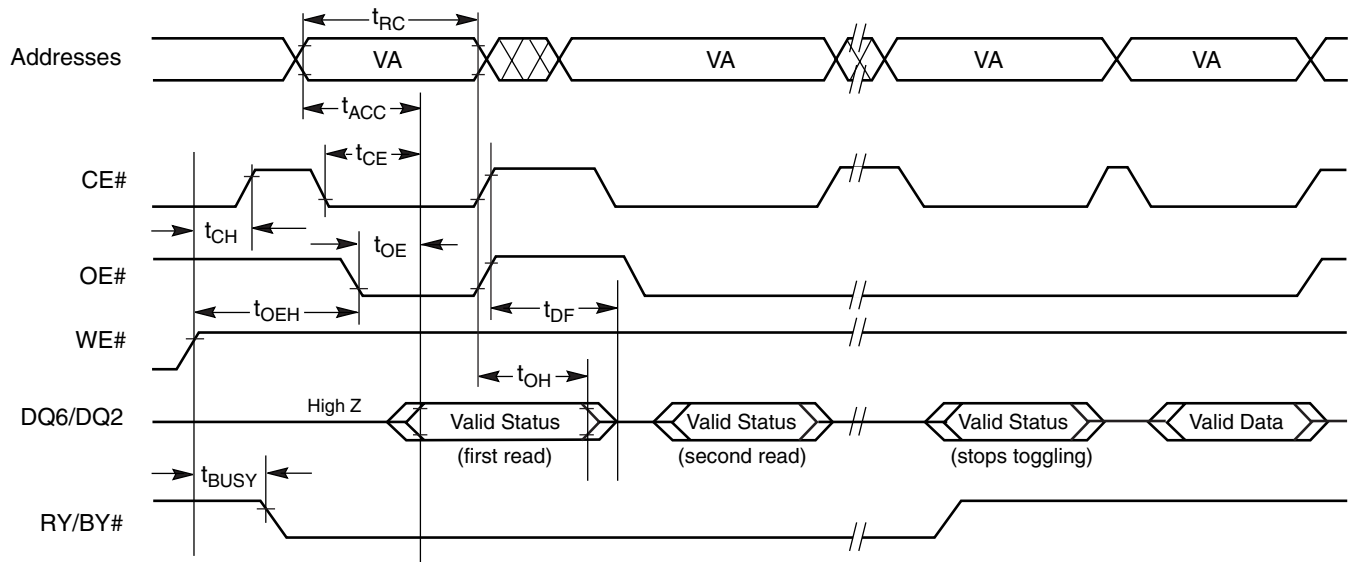 tRC
Addresses VA VA VA VA
tACC
tCE
CE#
tCH tOE
OE#
tOEH tDF
WE#
tOH
High Z
DQ6/DQ2 Valid Status Valid Status Valid Status Valid Data
(first read) (second read) (stops toggling)
tBUSY
RY/BY#